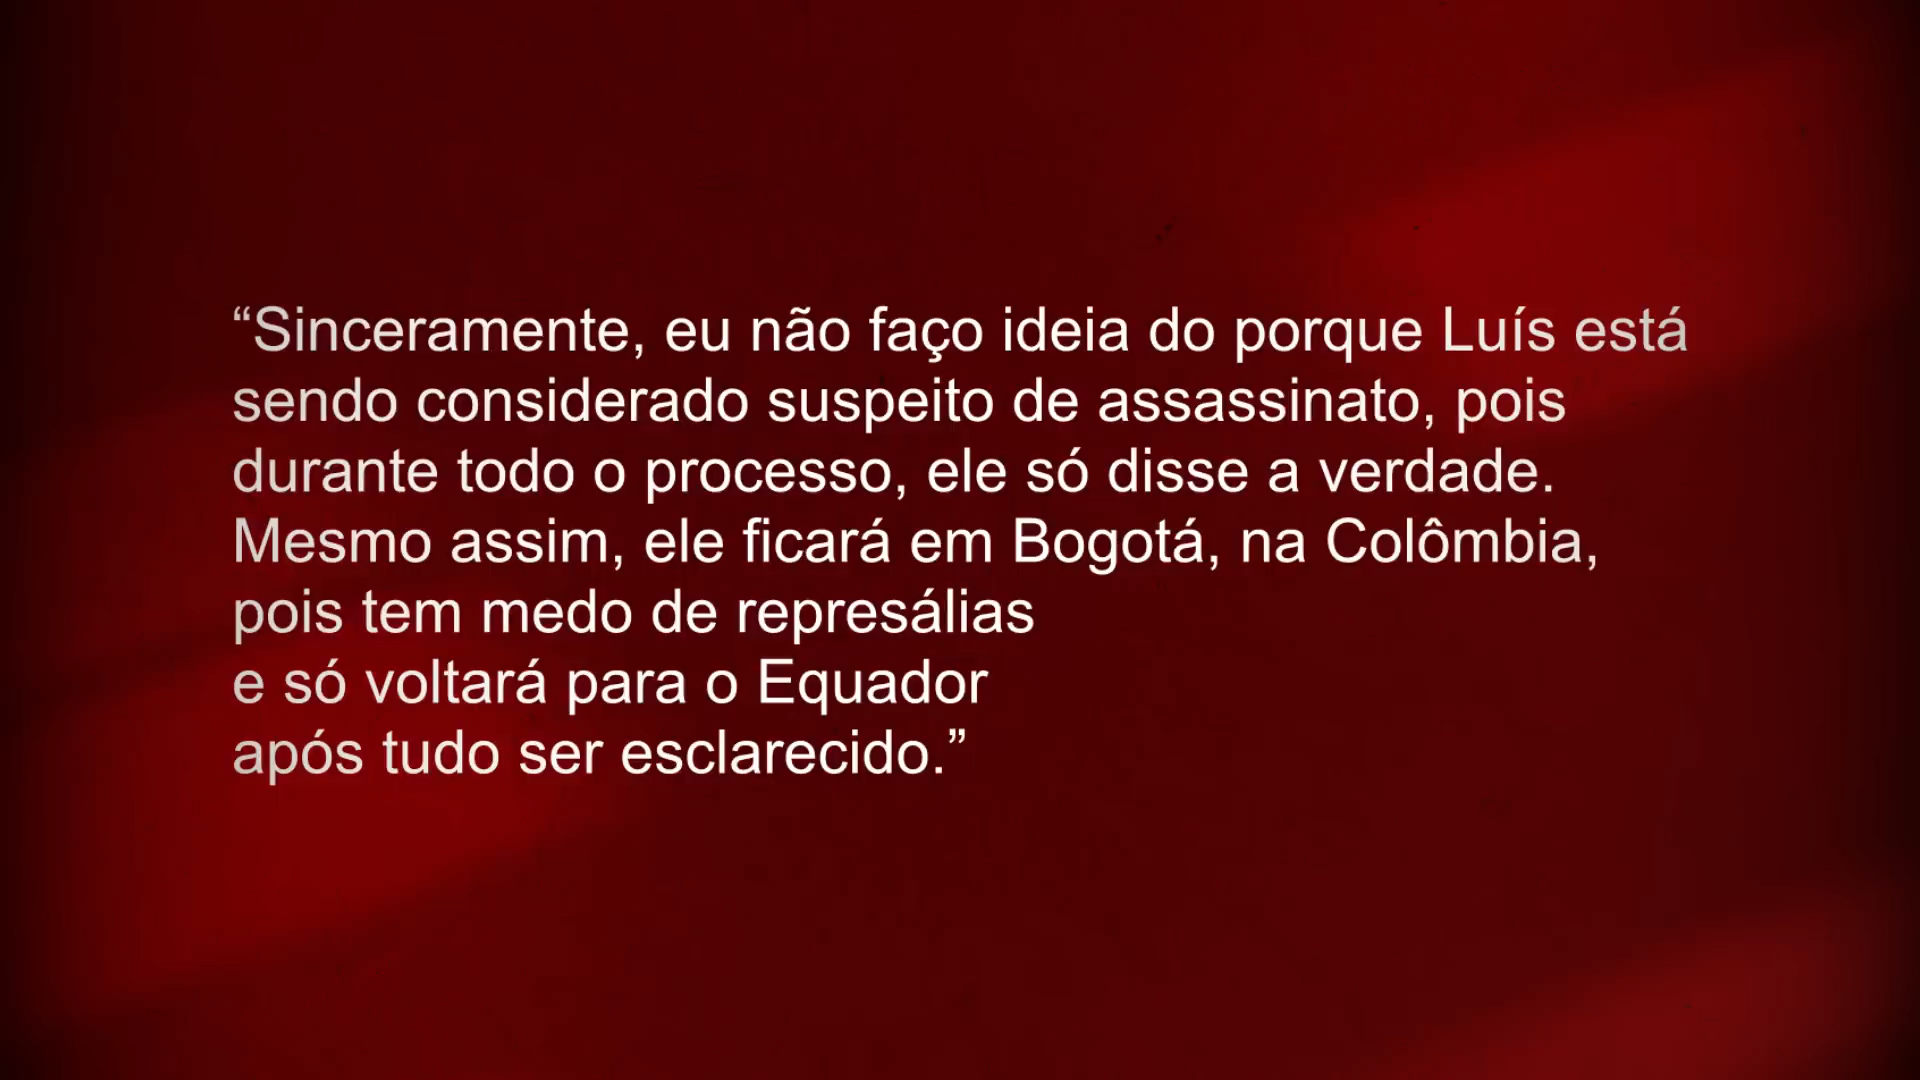 “Sinceramente, eu não faço ideia do porque Luís está
sendo considerado suspeito de assassinato, pois
durante todo o processo, ele só disse a verdade.
Mesmo assim, ele ficará em Bogotá, na Colômbia,
pois tem medo de represálias
e só voltará para o Equador
após tudo ser esclarecido.”